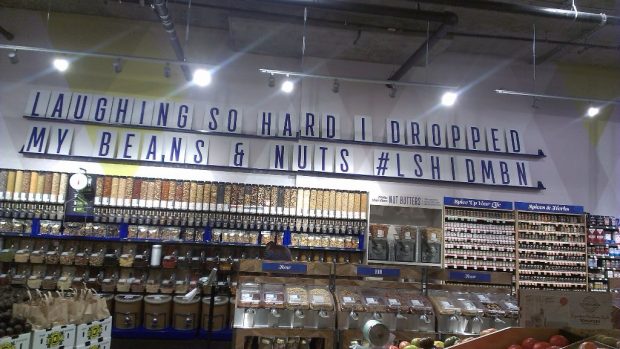 LAUGHING SO HARD I DROPPED
MY BEANS & NUTS #LSHIDMBN
NUT BUTTERS
Spice Up Your Life
Spices & Herbs